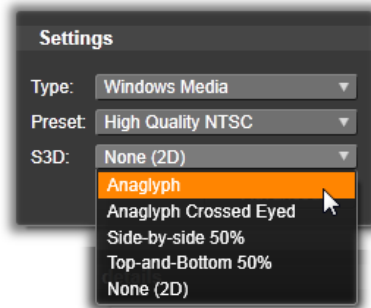 Settings
Type: Windows Media
Preset: High Quality NTSC
S3D: None (2D)
Anaglyph
Anaglyph Crossed Eyed
Side-by-side 50%
Top-and-Bottom 50%
None (2D)